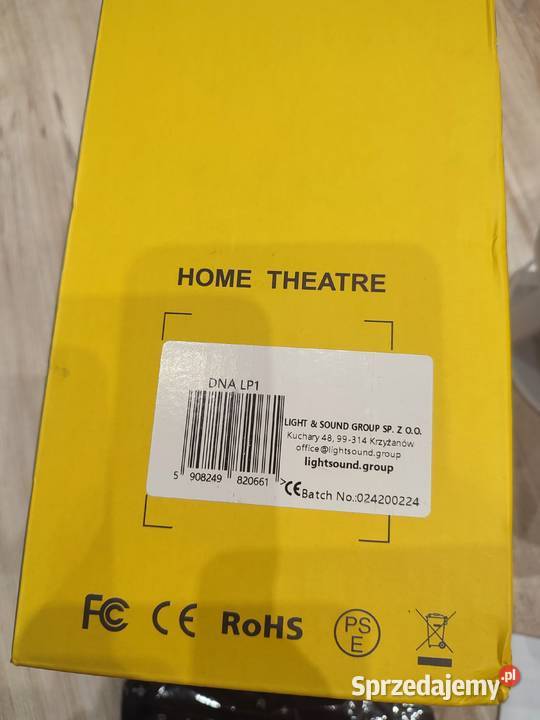 HOME THEATRE
DNA LP1
5 908249 820661 >
LIGHT & SOUND GROUP SP. Z O.O.
Kuchary 48, 99-314 Krzyżanów
office@lightsound.group
lightsound.group
CE Batch No.:024200224
FC CE RoHS PS E
Sprzedajemy.pl